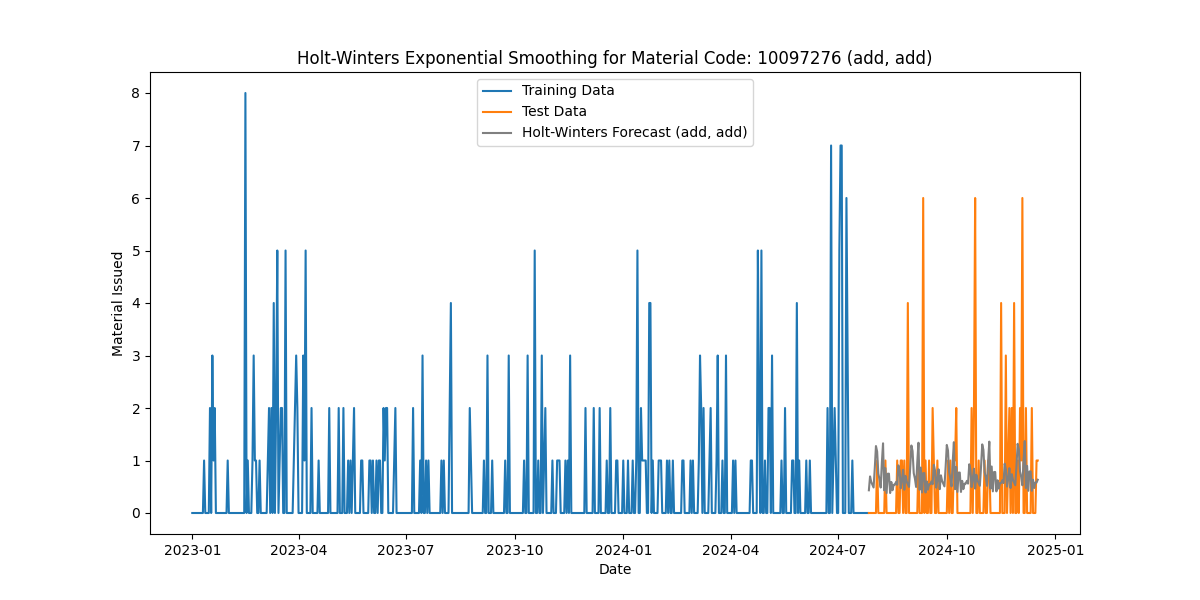 Holt-Winters Exponential Smoothing for Material Code: 10097276 (add, add)
Training Data
Test Data
Holt-Winters Forecast (add, add)
Material Issued
8
7
6
5
4
3
2
1
0
2023-01 2023-04 2023-07 2023-10 2024-01 2024-04 2024-07 2024-10 2025-01
Date